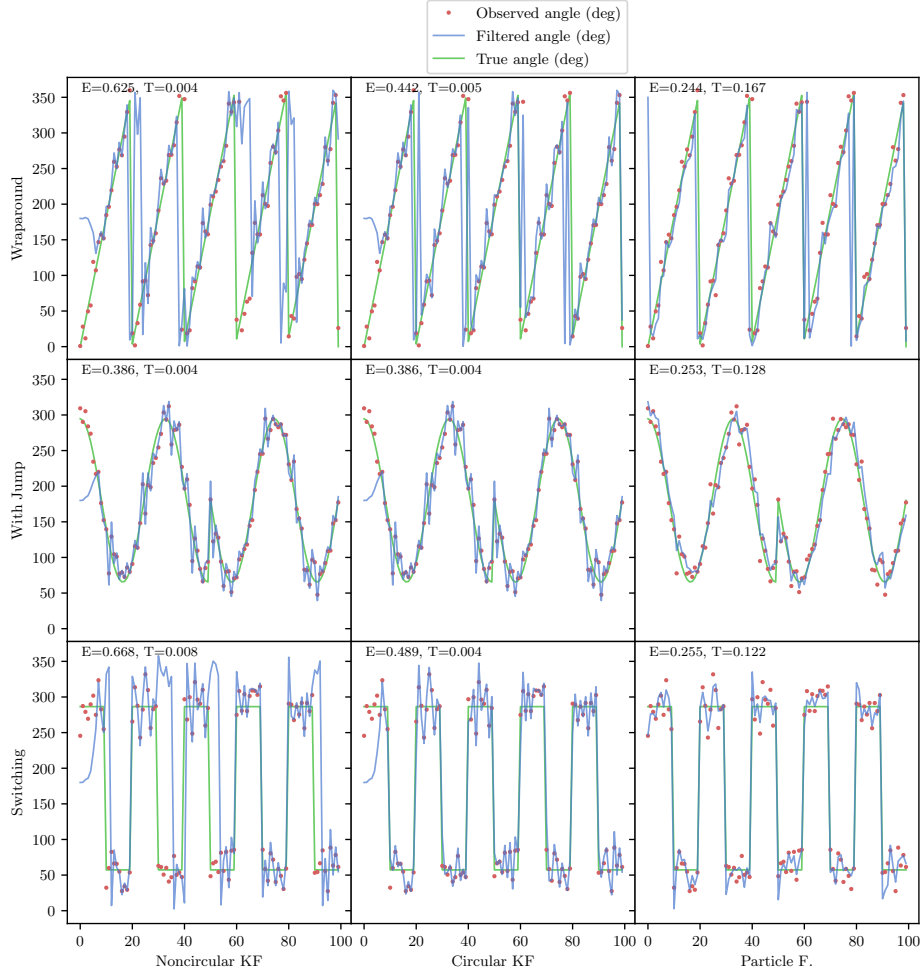 Observed angle (deg)
Filtered angle (deg)
True angle (deg)
E=0.625, T=0.004
E=0.442, T=0.005
E=0.244, T=0.167
350
300
250
200
150
100
50
0
Wraparound
E=0.386, T=0.004
E=0.386, T=0.004
E=0.253, T=0.128
350
300
250
200
150
100
50
0
With Jump
E=0.668, T=0.008
E=0.489, T=0.004
E=0.255, T=0.122
350
300
250
200
150
100
50
0
Switching
0 20 40 60 80 100
0 20 40 60 80 100
0 20 40 60 80 100
Noncircular KF
Circular KF
Particle F.